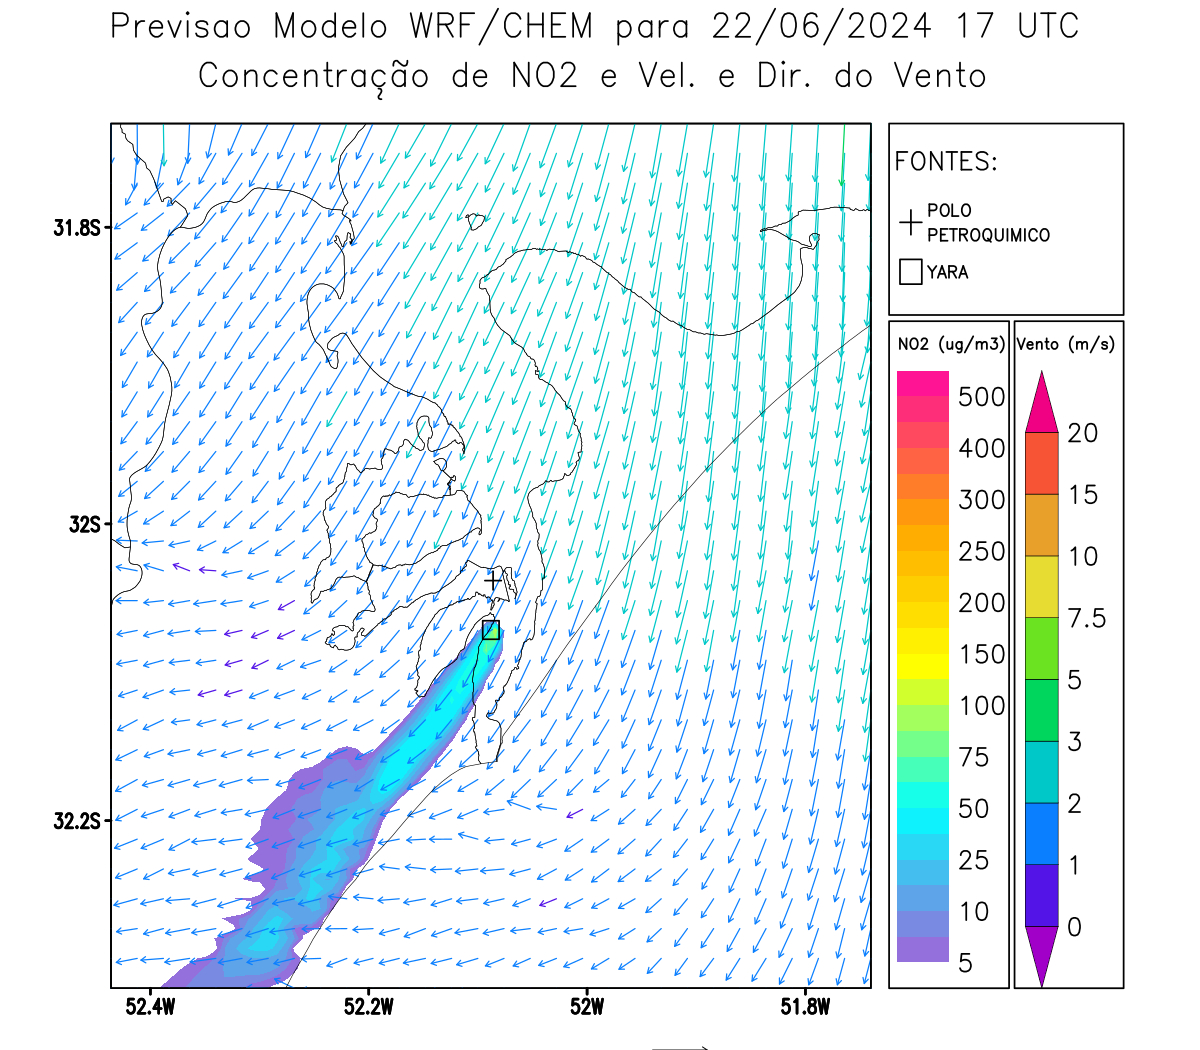 Previsao Modelo WRF/CHEM para 22/06/2024 17 UTC
Concentração de NO2 e Vel. e Dir. do Vento
FONTES:
POLO
PETROQUIMICO
YARA
31.8S
32S
32.2S
52.4W
52.2W
52W
51.8W
NO2 (ug/m3)
500
400
300
250
200
150
100
75
50
25
10
5
Vento (m/s)
20
15
10
7.5
5
3
2
1
0